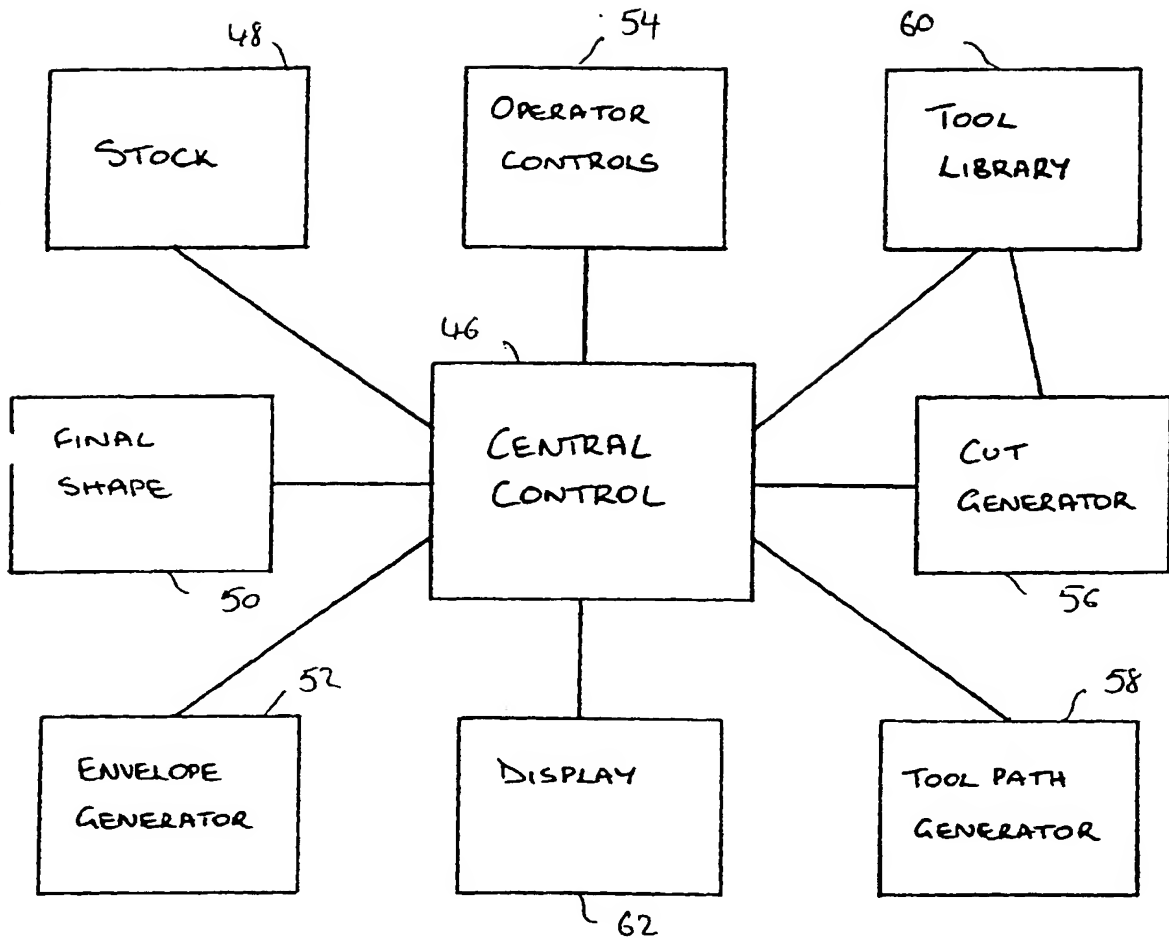 48
STOCK
54
OPERATOR
CONTROLS
60
TOOL
LIBRARY
46
CENTRAL
CONTROL
FINAL
SHAPE
50
CUT
GENERATOR
56
52
ENVELOPE
GENERATOR
DISPLAY
62
58
TOOL PATH
GENERATOR